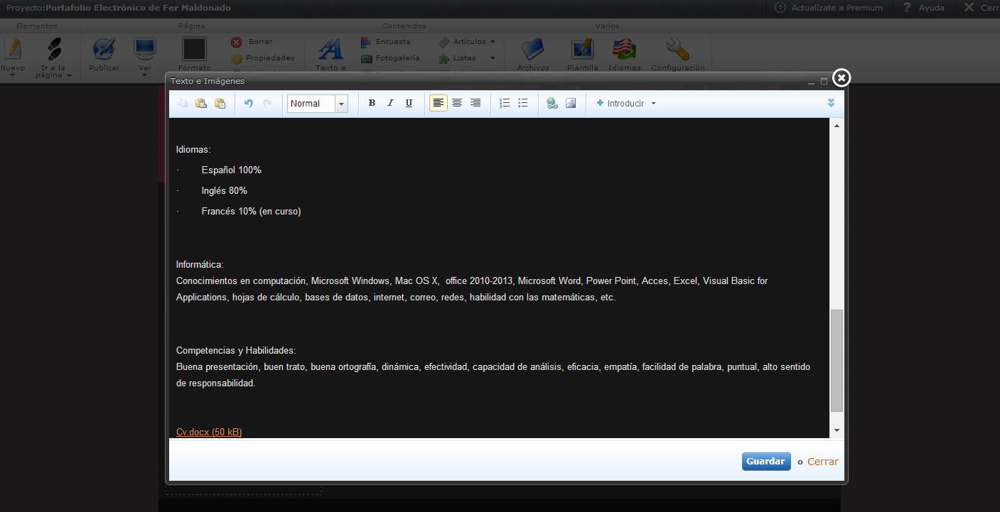 Proyecto:Portafolio Electrónico de Fer Maldonado
Actualízate a Premium
Ayuda
Elementos
Página
Contenidos
Varios
Nuevo
Ir a la
página
Publicar
Ver
Formato
Borrar
Propiedades
Texto e
Encuesta
Fotogalería
Artículos
Listas
Archivos
Plantilla
Idiomas
Configuración
Texto e Imágenes
Normal
B I U
Introducir
Idiomas:
· Español 100%
· Inglés 80%
· Francés 10% (en curso)
Informática:
Conocimientos en computación, Microsoft Windows, Mac OS X, office 2010-2013, Microsoft Word, Power Point, Acces, Excel, Visual Basic for
Applications, hojas de cálculo, bases de datos, internet, correo, redes, habilidad con las matemáticas, etc.
Competencias y Habilidades:
Buena presentación, buen trato, buena ortografía, dinámica, efectividad, capacidad de análisis, eficacia, empatía, facilidad de palabra, puntual, alto sentido
de responsabilidad.
Cv.docx (50 kB)
Guardar o Cerrar